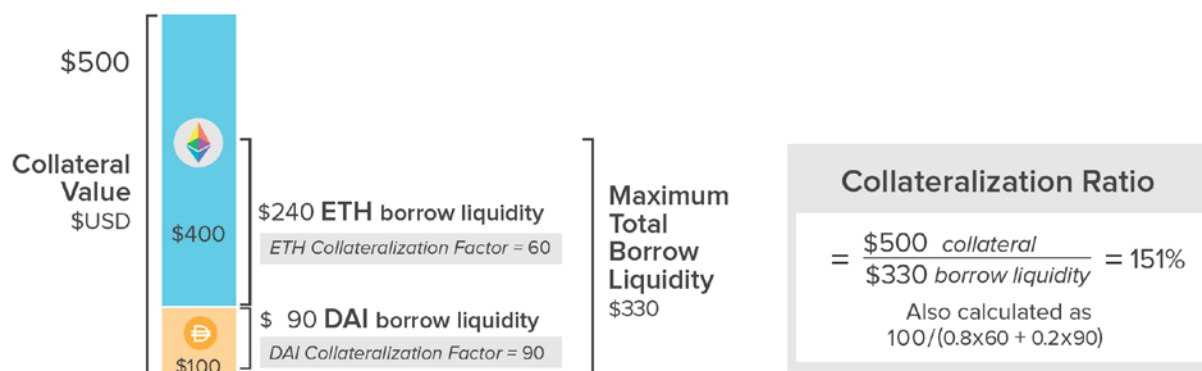 $500
Collateral
Value
$USD
$400
$100
$240 ETH borrow liquidity
ETH Collateralization Factor = 60
$ 90 DAI borrow liquidity
DAI Collateralization Factor = 90
Maximum
Total
Borrow
Liquidity
$330
Collateralization Ratio
= $500 collateral
$330 borrow liquidity = 151%
Also calculated as
100/(0.8x60 + 0.2x90)